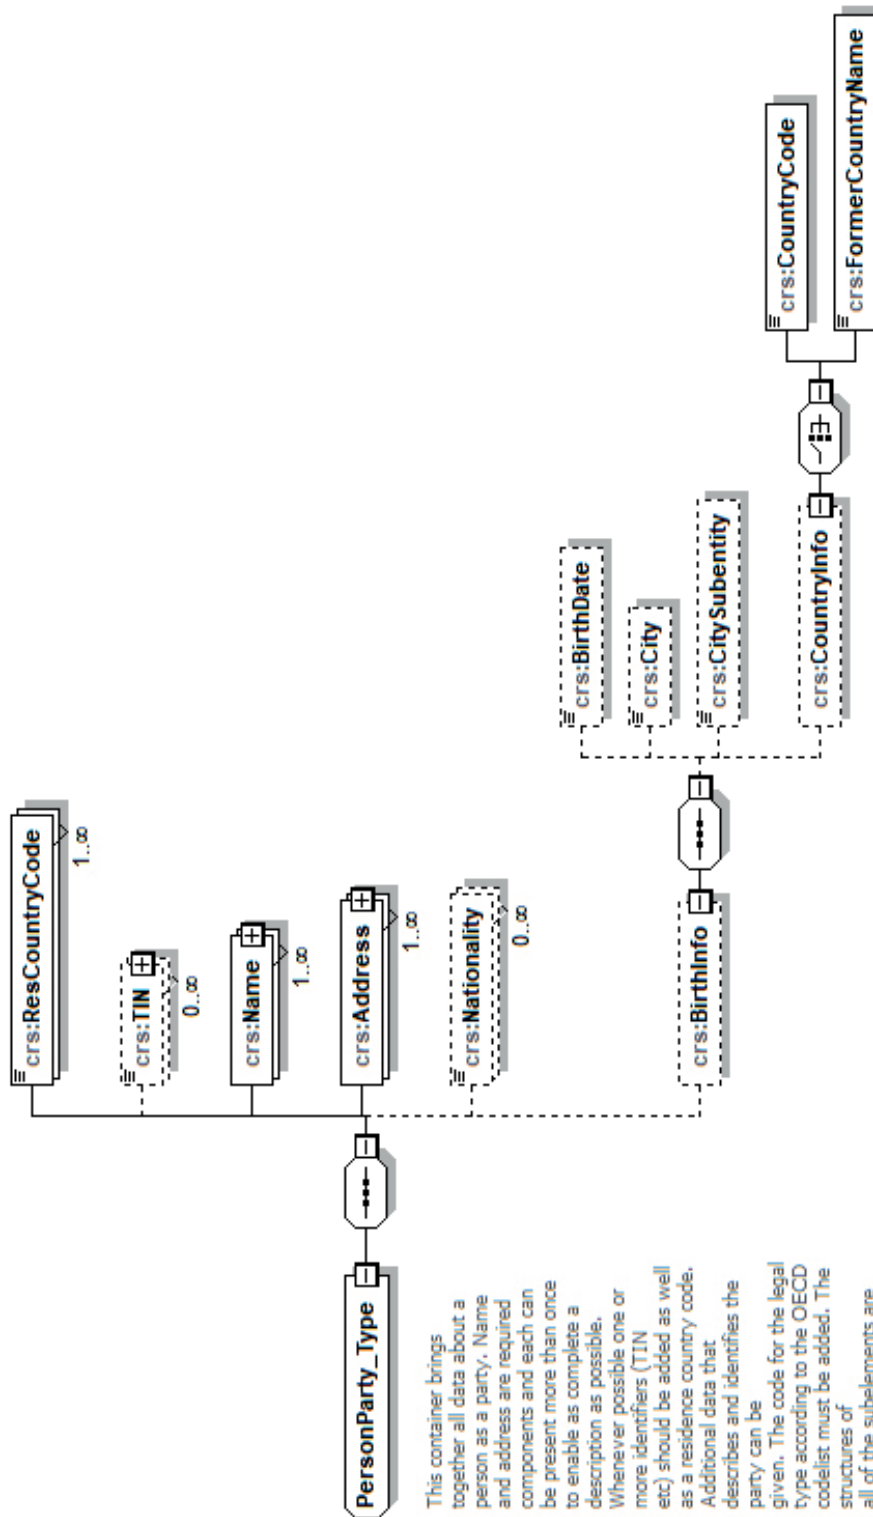 PersonParty_Type
This container brings
together all data about a
person as a party. Name
and address are required
components and each can
be present more than once
to enable as complete a
description as possible.
Whenever possible one or
more identifiers (TIN
etc) should be added as well
as a residence country code.
Additional data that
describes and identifies the
party can be
given. The code for the legal
type according to the OECD
codelist must be added. The
structures of
all of the subelements are
crs:ResCountryCode
1..∞
crs:TIN
0..∞
crs:Name
1..∞
crs:Address
1..∞
crs:Nationality
0..∞
crs:BirthInfo
crs:BirthDate
crs:City
crs:CitySubentity
crs:CountryInfo
crs:CountryCode
crs:FormerCountryName